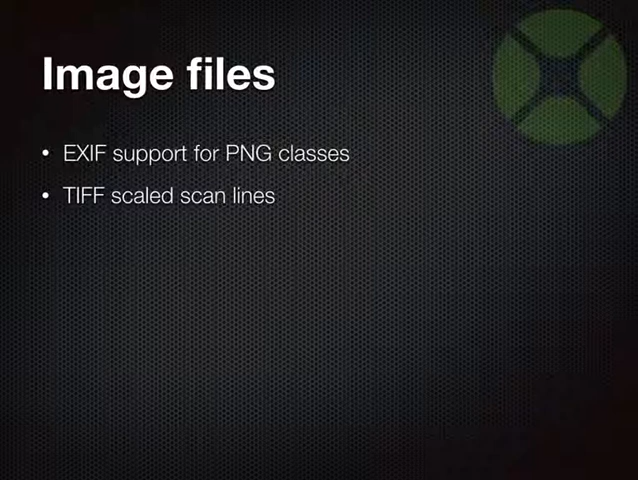 Image files
• EXIF support for PNG classes
• TIFF scaled scan lines